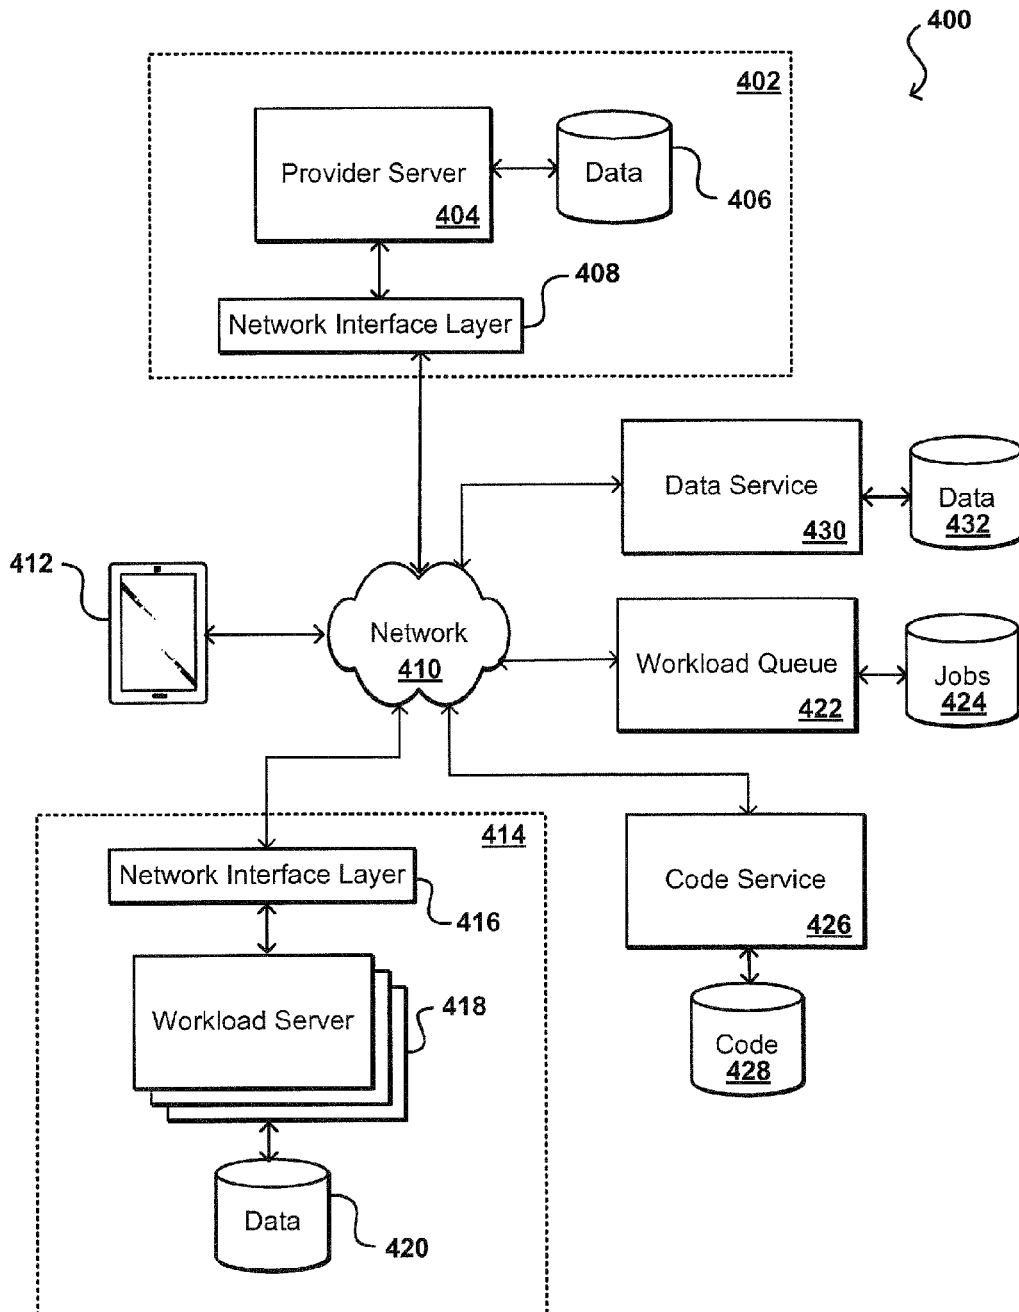 400
402
Provider Server
404
Data
406
408
Network Interface Layer
Data Service
430
Data
432
412
Network
410
Workload Queue
422
Jobs
424
414
Network Interface Layer
416
Workload Server
418
Data
420
Code Service
426
Code
428